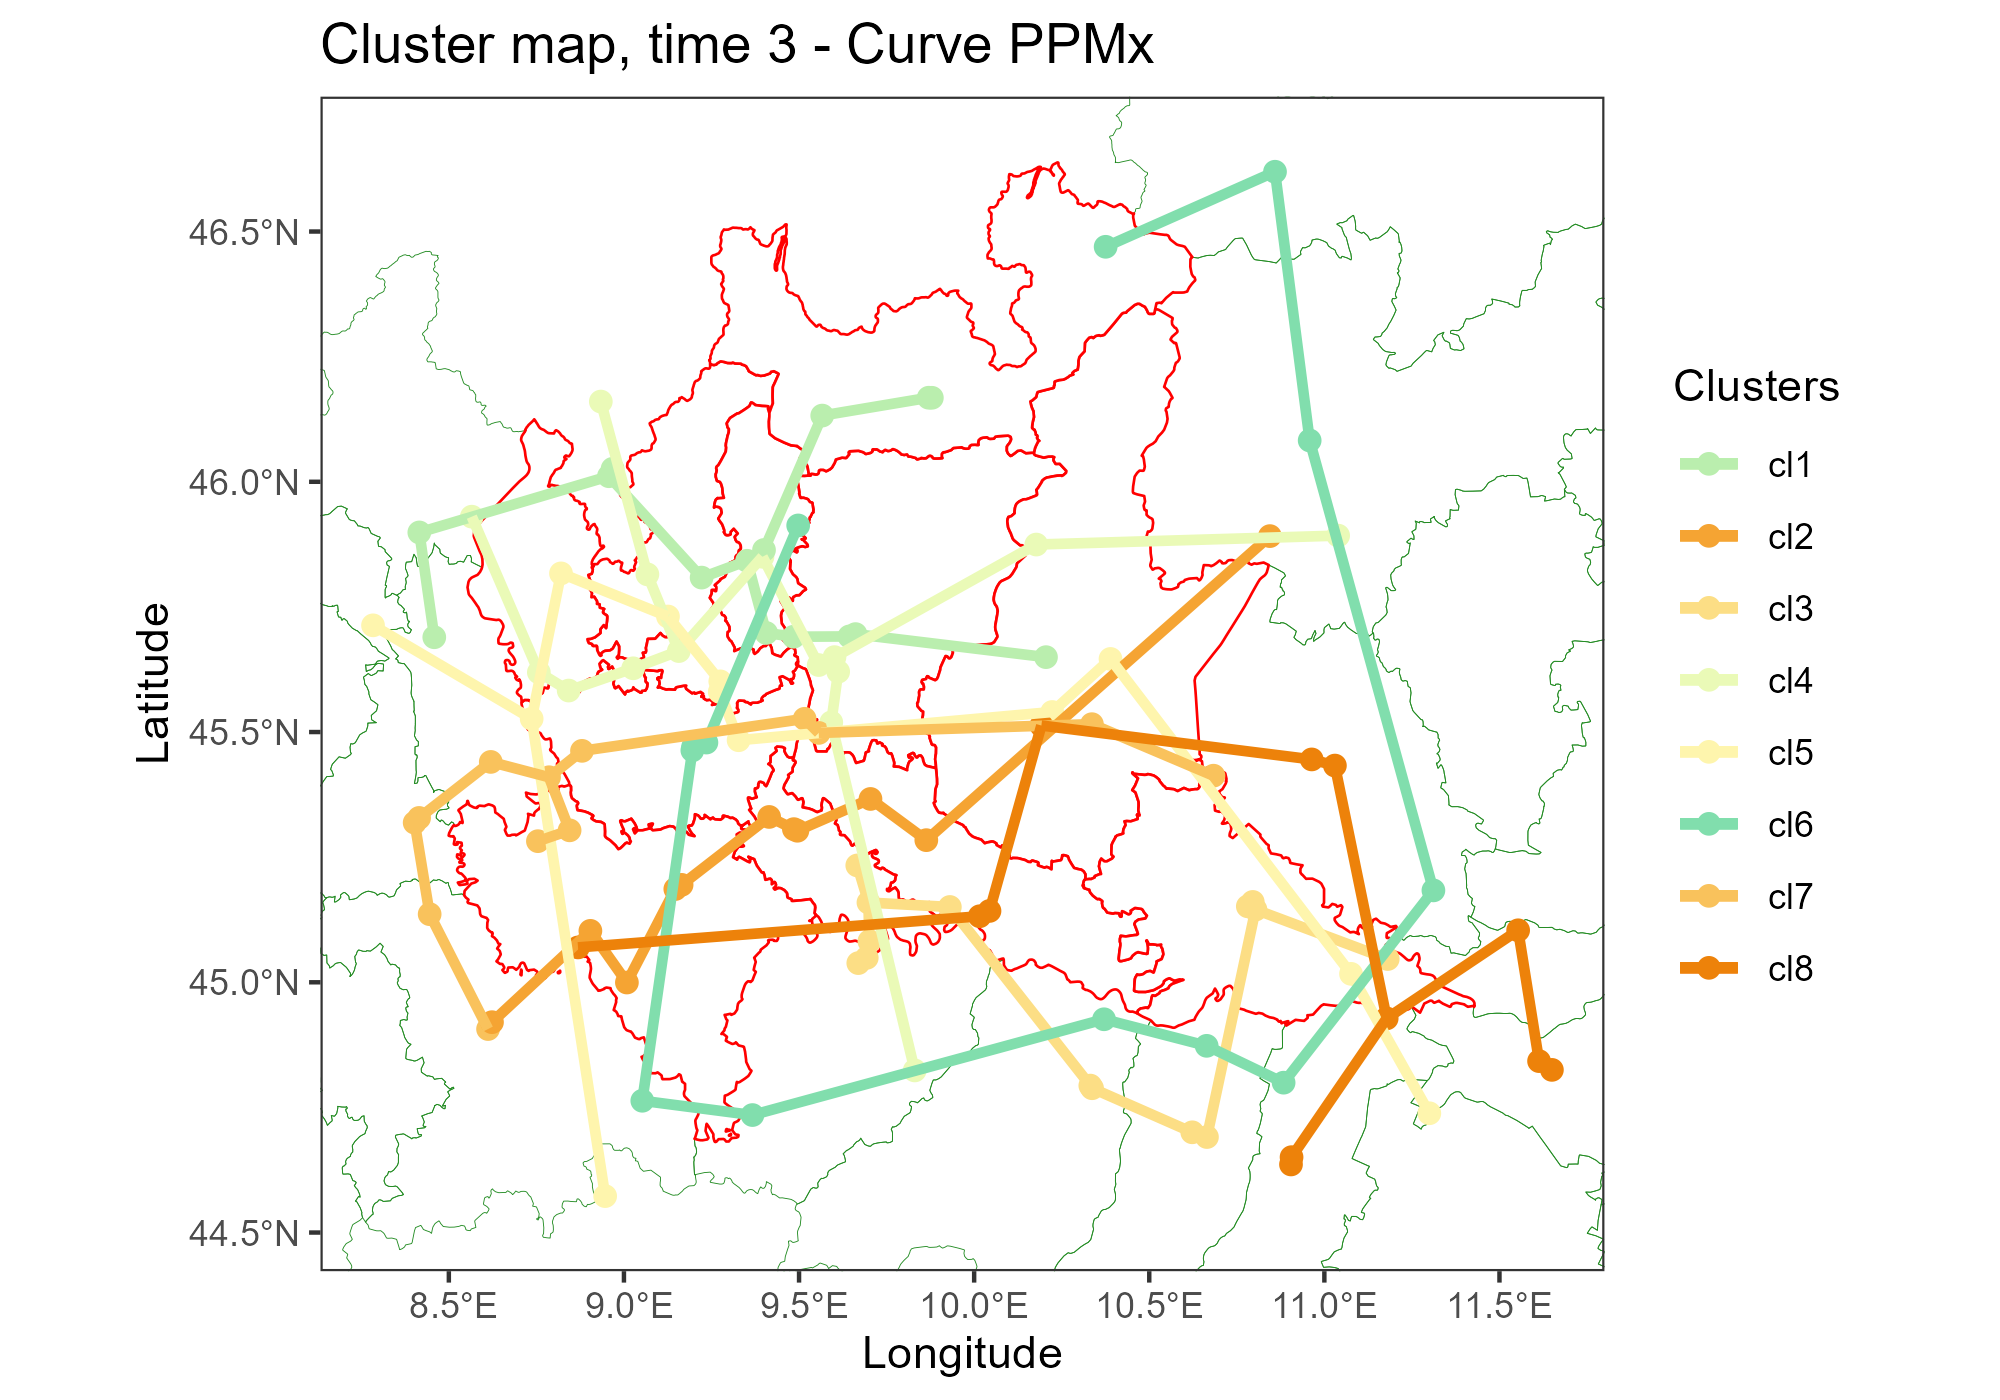 Cluster map, time 3 - Curve PPMx
46.5°N
46.0°N
45.5°N
45.0°N
44.5°N
Latitude
8.5°E
9.0°E
9.5°E
10.0°E
10.5°E
11.0°E
11.5°E
Longitude
Clusters
cl1
cl2
cl3
cl4
cl5
cl6
cl7
cl8